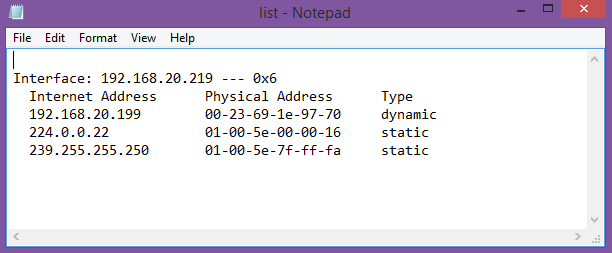 list - Notepad
File Edit Format View Help
Interface: 192.168.20.219 --- 0x6
Internet Address Physical Address Type
192.168.20.199 00-23-69-1e-97-70 dynamic
224.0.0.22 01-00-5e-00-00-16 static
239.255.255.250 01-00-5e-7f-ff-fa static